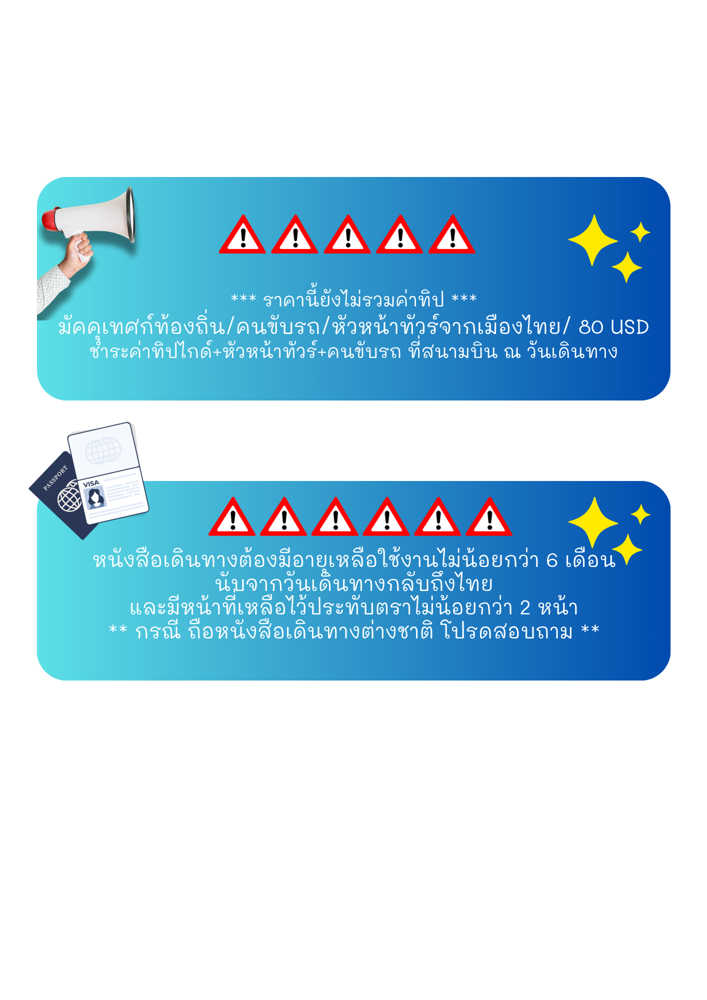 *** ราคานี้ยังไม่รวมค่าทิป ***
มัคคุเทศก์ท้องถิ่น/คนขับรถ/หัวหน้าทัวร์จากเมืองไทย/ 80 USD
ชำระค่าทิปไกด์+หัวหน้าทัวร์+คนขับรถ ที่สนามบิน ณ วันเดินทาง
PASSPORT
VISA
หนังสือเดินทางต้องมีอายุเหลือใช้งานไม่น้อยกว่า 6 เดือน
นับจากวันเดินทางกลับถึงไทย
และมีหน้าที่เหลือไว้ประทับตราไม่น้อยกว่า 2 หน้า
** กรณี ถือหนังสือเดินทางต่างชาติ โปรดสอบถาม **